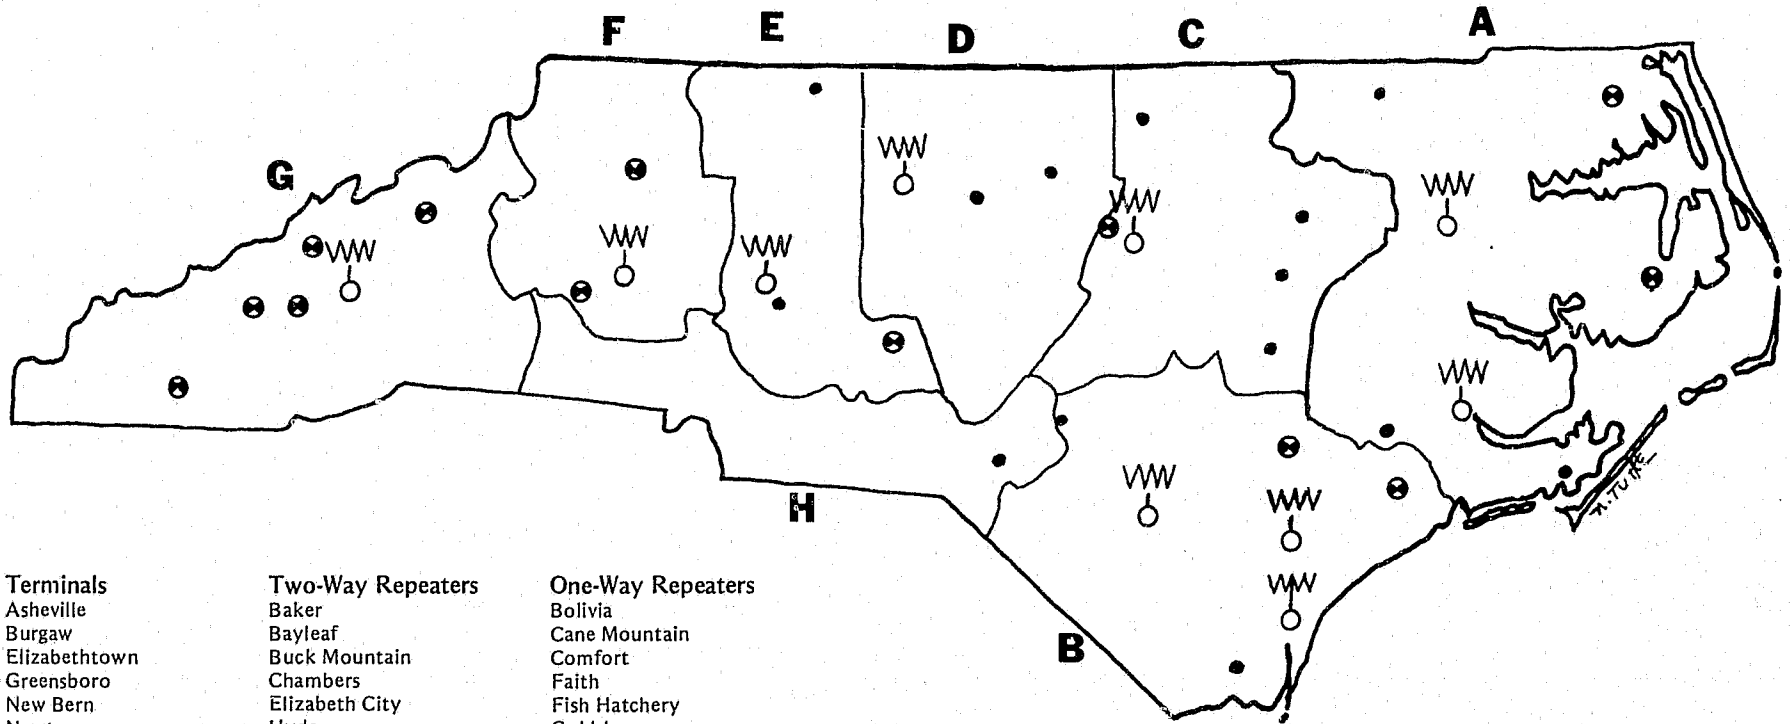 A
C
E
F
D
G
H
B
N. TUTKE
Terminals Two-Way Repeaters One-Way Repeaters
Asheville Baker Bolivia
Burgaw Bayleaf Cane Mountain
Elizabethtown Buck Mountain Comfort
Greensboro Chambers Faith
New Bern Elizabeth City Fish Hatchery